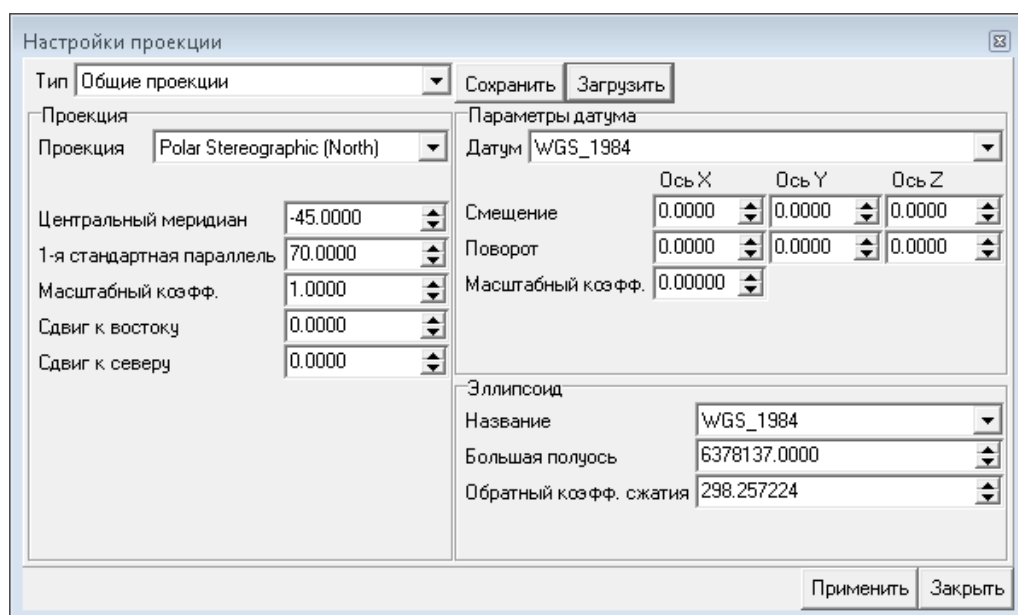 Настройки проекции
Тип Общие проекции Сохранить Загрузить
Проекция
Проекция Polar Stereographic (North)
Центральный меридиан -45.0000
1-я стандартная параллель 70.0000
Масштабный коэфф. 1.0000
Сдвиг к востоку 0.0000
Сдвиг к северу 0.0000
Параметры датума
Датум WGS_1984
Ось X Ось Y Ось Z
Смещение 0.0000 0.0000 0.0000
Поворот 0.0000 0.0000 0.0000
Масштабный коэфф. 0.00000
Эллипсоид
Название WGS_1984
Большая полуось 6378137.0000
Обратный коэфф. сжатия 298.257224
Применить Закрыть